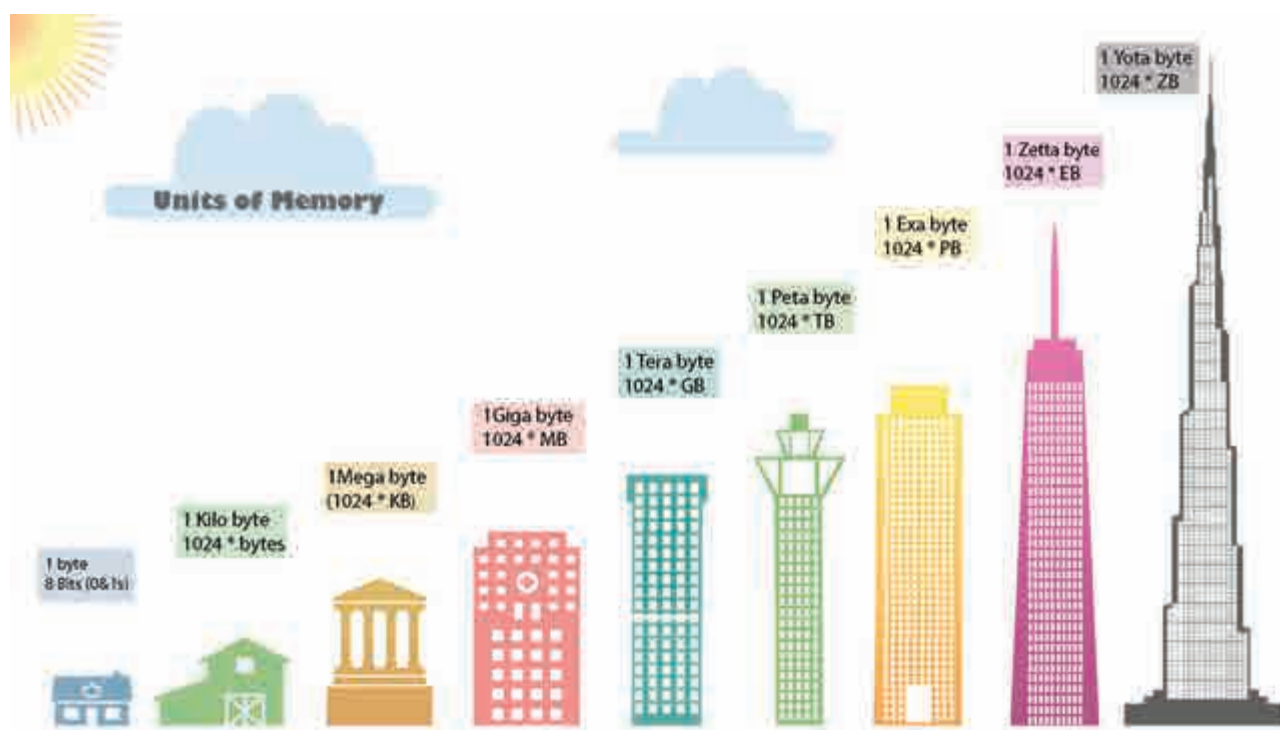 Units of Memory
1 byte
8 Bits (0& 1s)
1 Kilo byte
1024 * bytes
1Mega byte
(1024 * KB)
1Giga byte
1024 * MB
1 Tera byte
1024 * GB
1 Peta byte
1024 * TB
1 Exa byte
1024 * PB
1 Zetta byte
1024 * EB
1 Yota byte
1024 * ZB